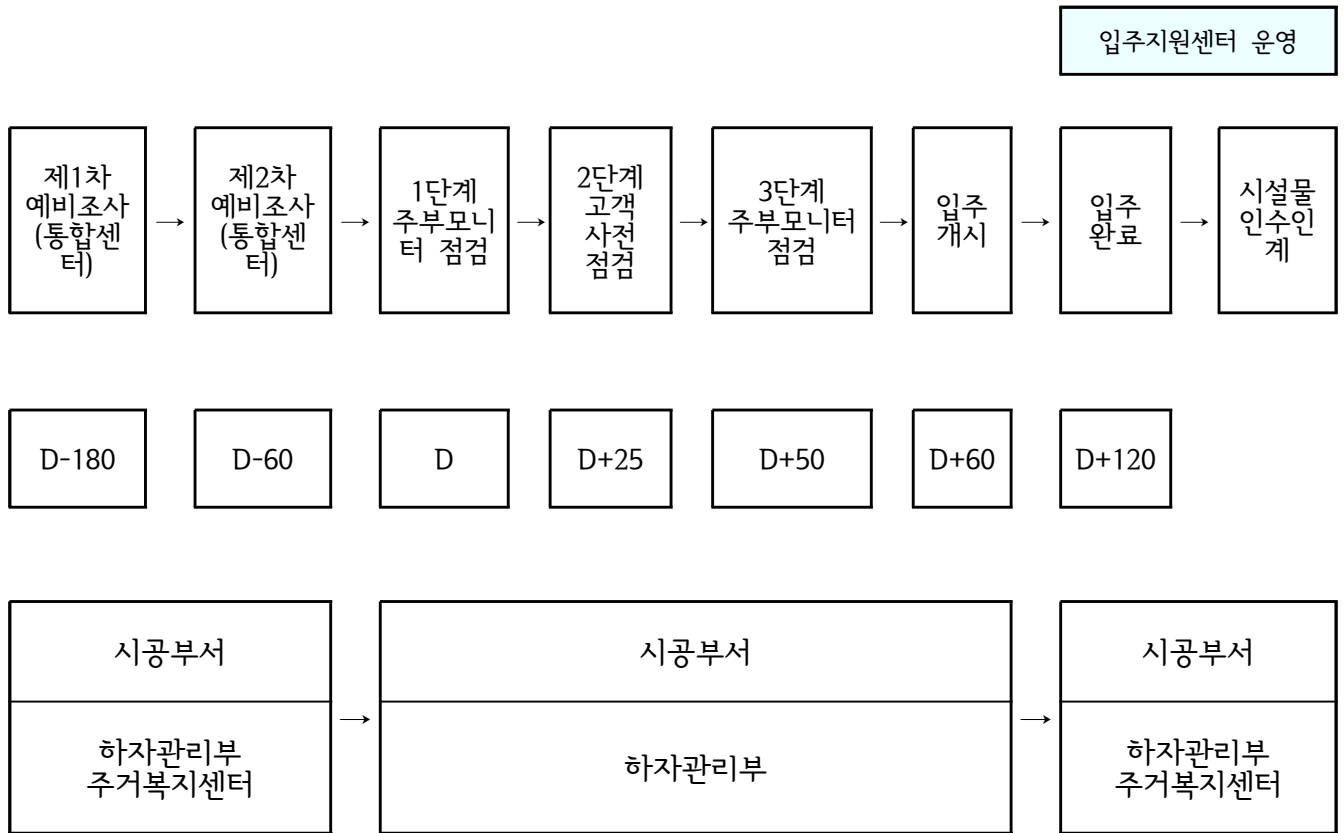 입주지원센터 운영
제1차
예비조사
(통합센
터)
→
제2차
예비조사
(통합센
터)
→
1단계
주부모니
터 점검
→
2단계
고객
사전
점검
→
3단계
주부모니터
점검
→
입주
개시
→
입주
완료
→
시설물
인수인
계
D-180
D-60
D
D+25
D+50
D+60
D+120
시공부서
하자관리부
주거복지센터
→
시공부서
하자관리부
→
시공부서
하자관리부
주거복지센터